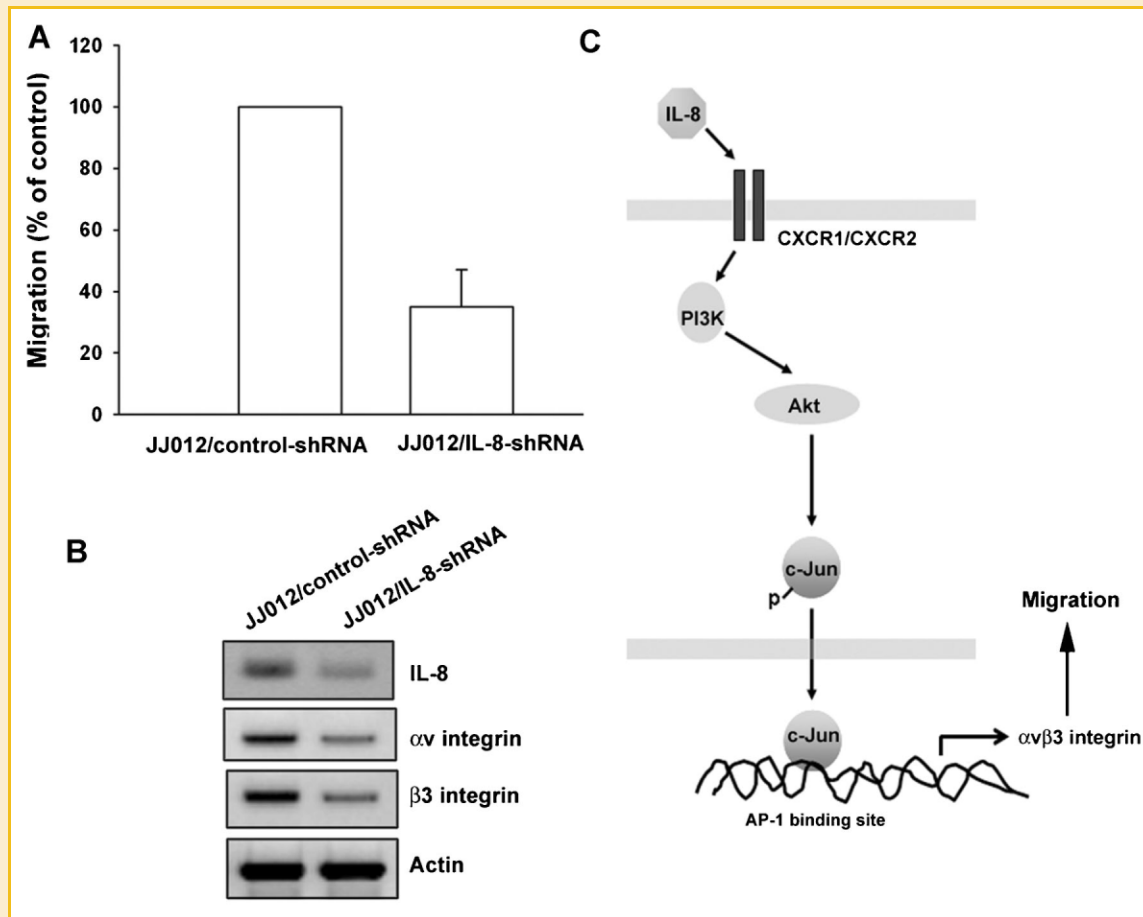 A
120
100
80
60
40
20
0
Migration (% of control)
JJ012/control-shRNA
JJ012/IL-8-shRNA
B
JJ012/control-shRNA
JJ012/IL-8-shRNA
IL-8
αv integrin
β3 integrin
Actin
C
IL-8
CXCR1/CXCR2
PI3K
Akt
c-Jun
p
Migration
c-Jun
αvβ3 integrin
AP-1 binding site